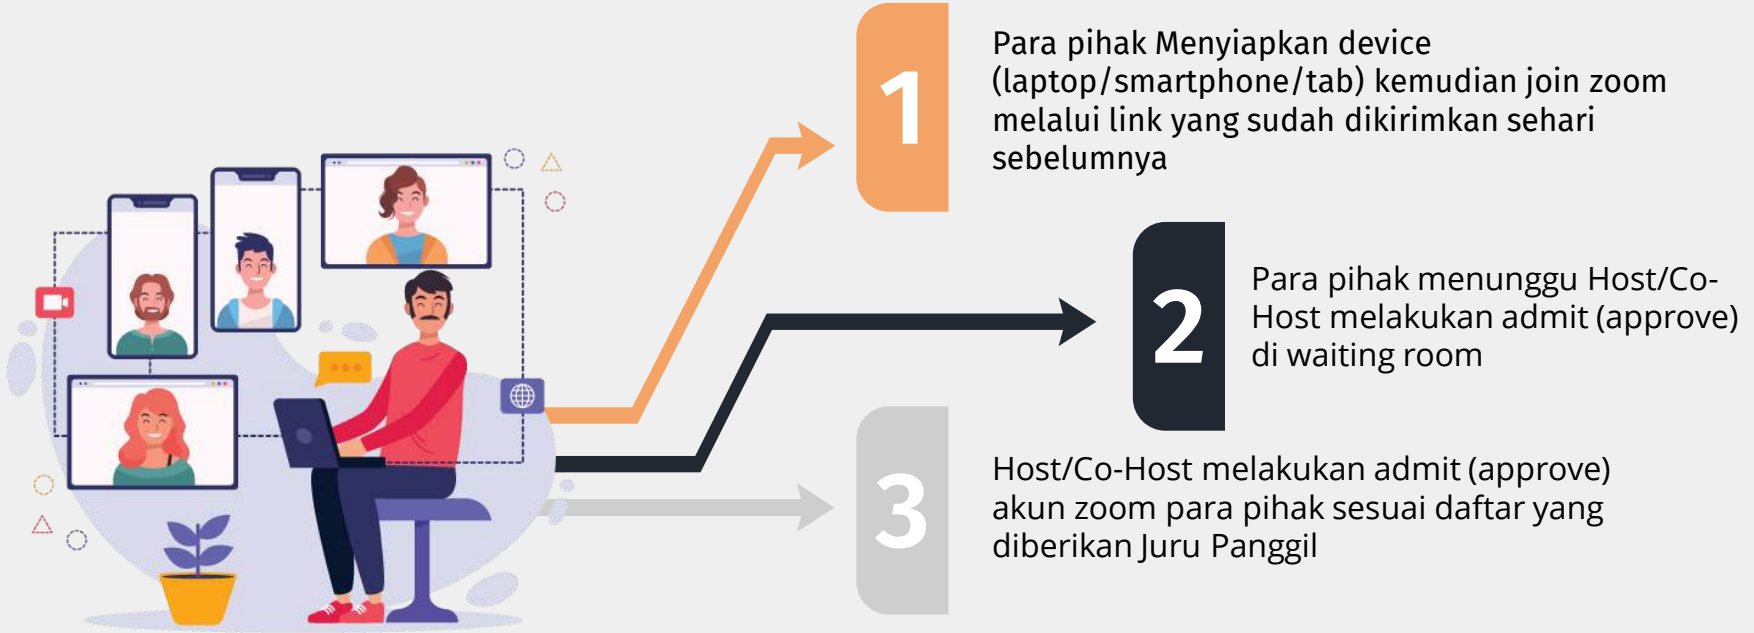 1
Para pihak Menyiapkan device
(laptop/smartphone/tab) kemudian join zoom
melalui link yang sudah dikirimkan sehari
sebelumnya
2
Para pihak menunggu Host/Co-
Host melakukan admit (approve)
di waiting room
3
Host/Co-Host melakukan admit (approve)
akun zoom para pihak sesuai daftar yang
diberikan Juru Panggil